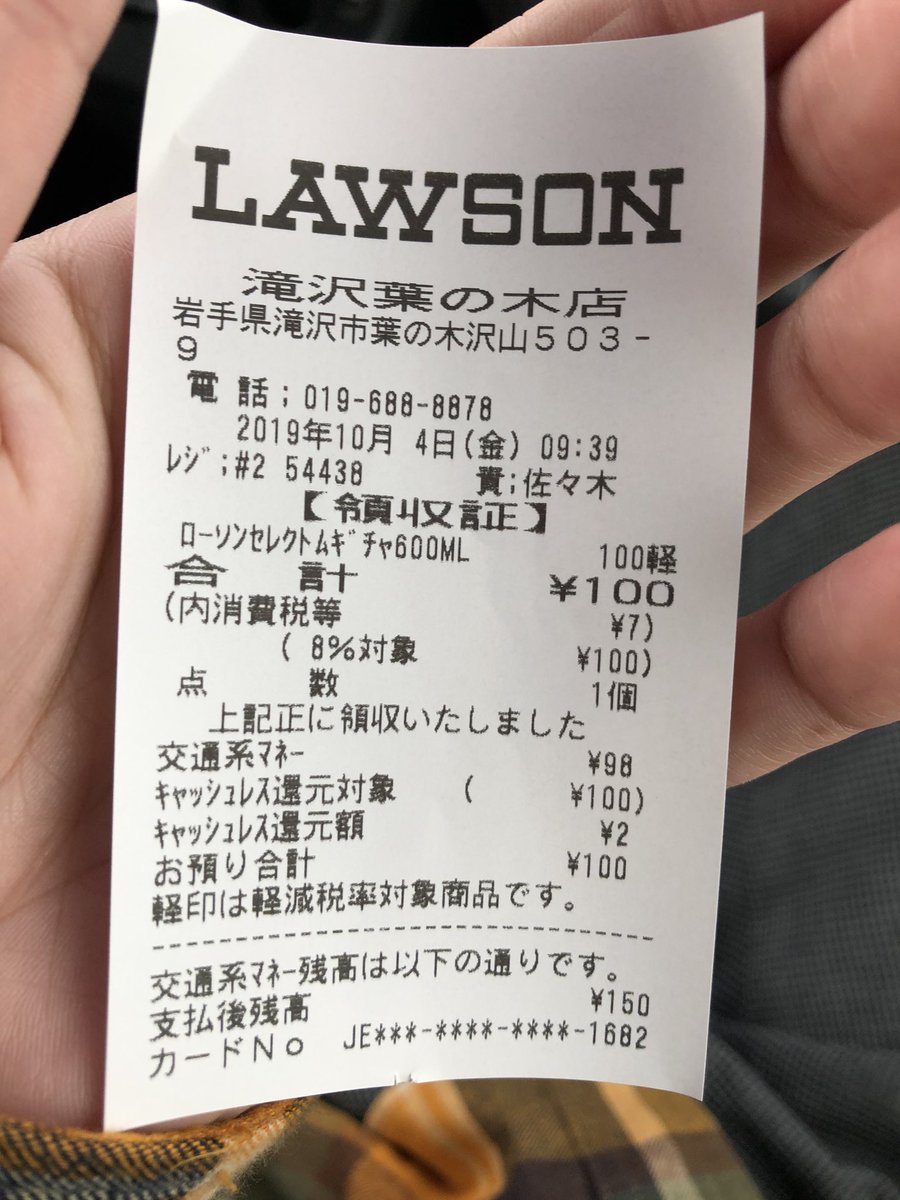 LAWSON
滝沢葉の木店
岩手県滝沢市葉の木沢山503-
9
電 話;019-688-8878
2019年10月 4日(金) 09:39
ﾚｼﾞ;#2 54438 責;佐々木
【領収証】
ﾛｰｿﾝｾﾚｸﾄﾑｷﾞﾁｬ600ML 100軽
合 計 ¥100
(内消費税等 ¥7)
( 8%対象 ¥100)
点 数 1個
上記正に領収いたしました
交通系ﾏﾈｰ ¥98
ｷｬｯｼｭﾚｽ還元対象 ( ¥100)
ｷｬｯｼｭﾚｽ還元額 ¥2
お預り合計 ¥100
軽印は軽減税率対象商品です。
交通系ﾏﾈｰ残高は以下の通りです。
支払後残高 ¥150
カードNo JE***-****-****-1682